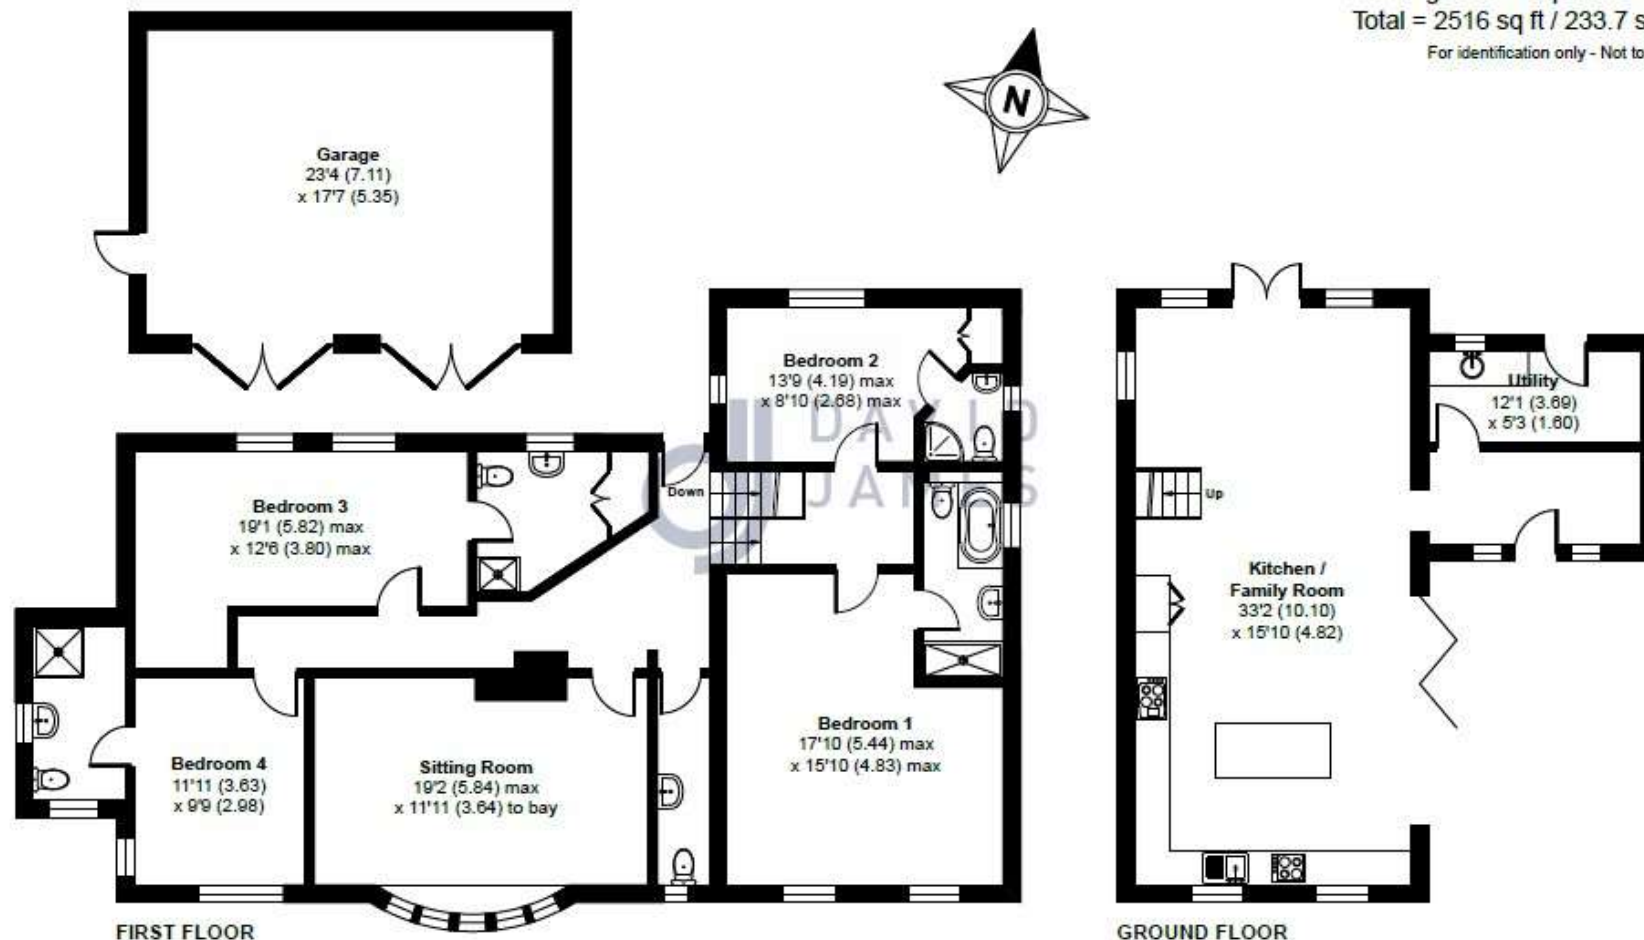 Total = 2516 sq ft / 233.7 s
For identification only - Not to
N
Garage
23'4 (7.11)
x 17'7 (5.35)
Bedroom 2
13'9 (4.19) max
x 8'10 (2.68) max
Utility
12'1 (3.69)
x 5'3 (1.60)
DAVID
JAMES
dj
Down
Up
Bedroom 3
19'1 (5.82) max
x 12'6 (3.80) max
Kitchen /
Family Room
33'2 (10.10)
x 15'10 (4.82)
Bedroom 4
11'11 (3.63)
x 9'9 (2.98)
Sitting Room
19'2 (5.84) max
x 11'11 (3.64) to bay
Bedroom 1
17'10 (5.44) max
x 15'10 (4.83) max
FIRST FLOOR
GROUND FLOOR